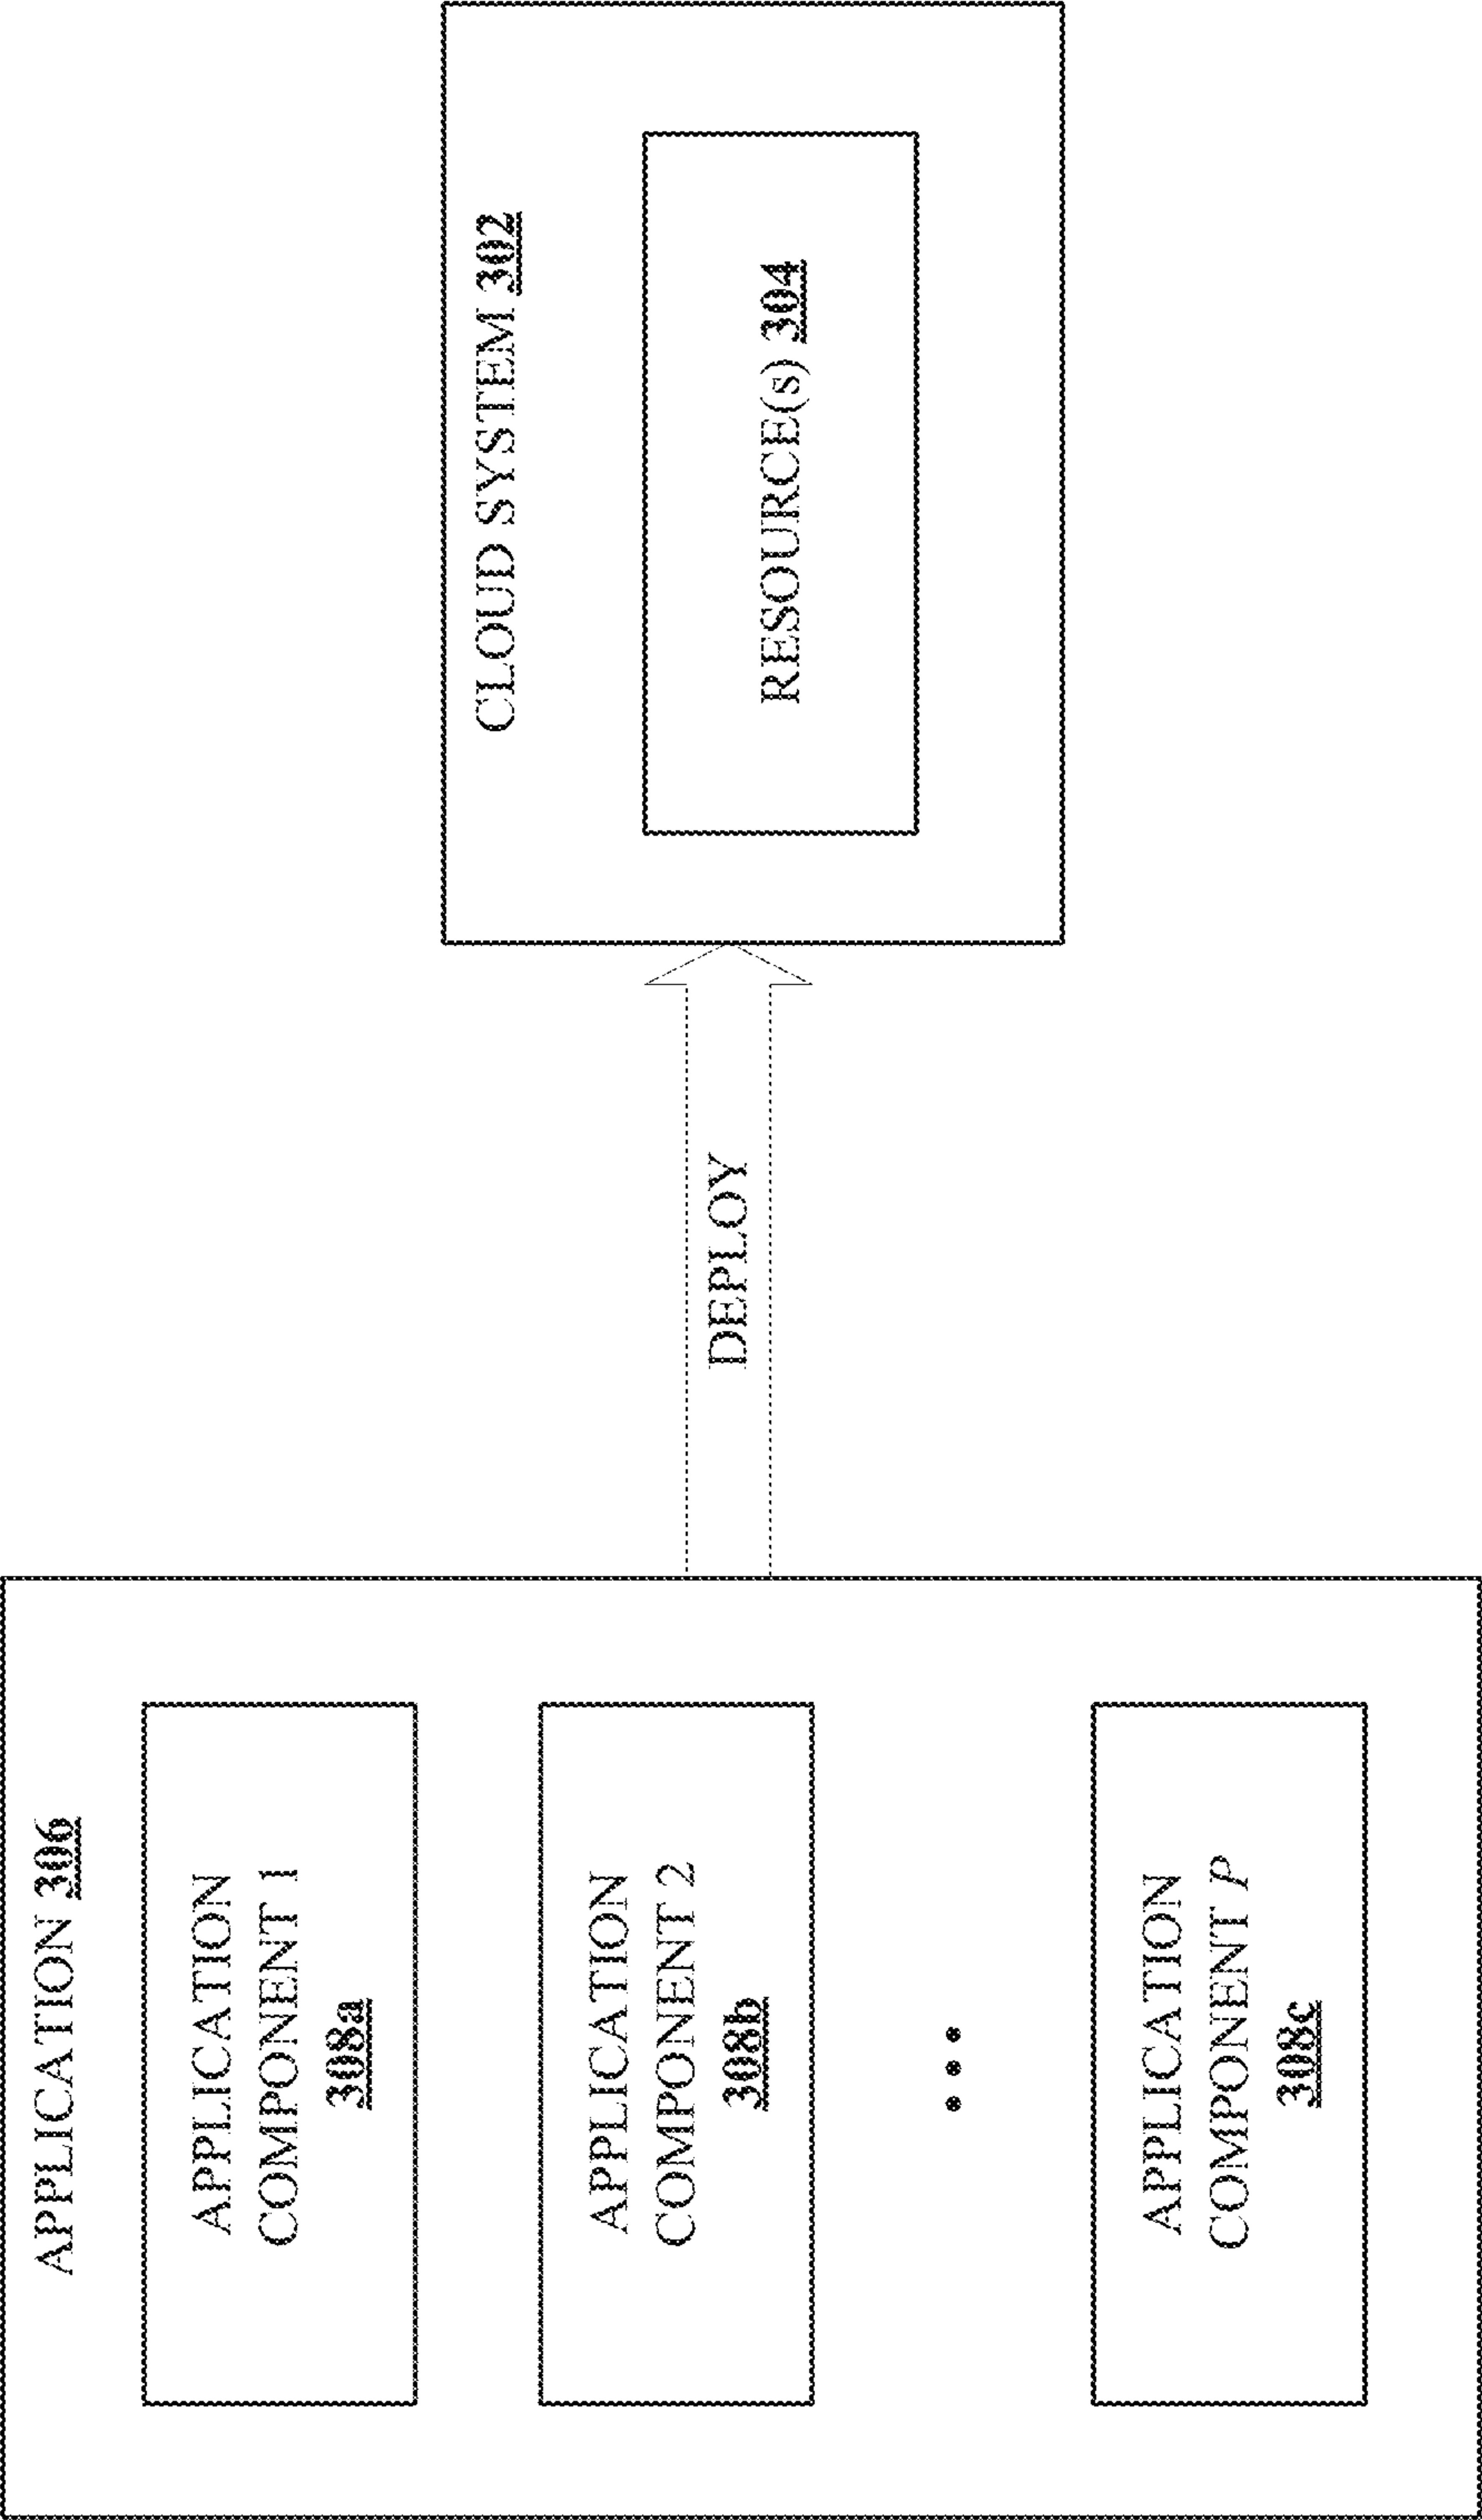 APPLICATION 306
APPLICATION
COMPONENT 1
308a
APPLICATION
COMPONENT 2
308b
APPLICATION
COMPONENT P
308c
DEPLOY
CLOUD SYSTEM 302
RESOURCE(s) 304